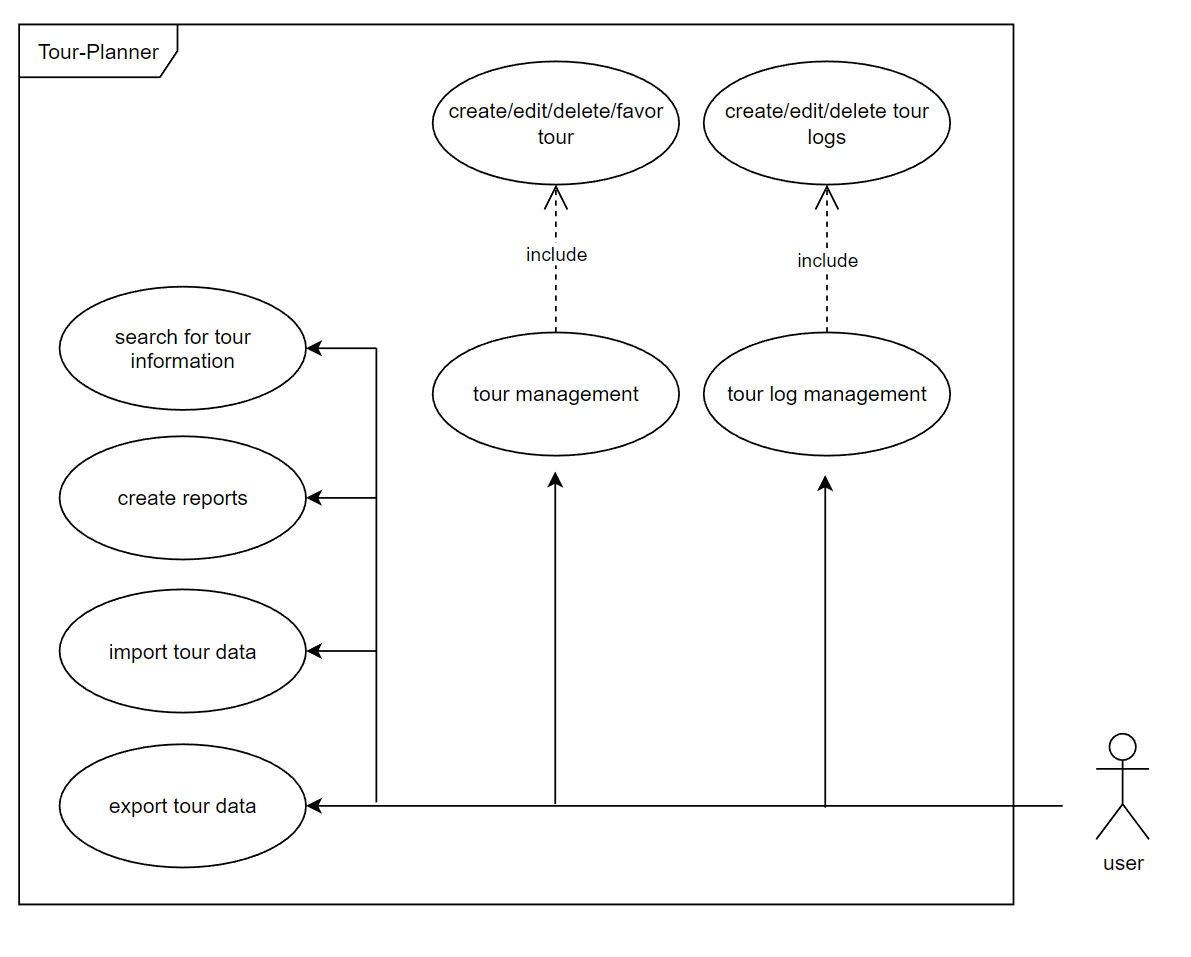 Tour-Planner
create/edit/delete/favor
tour
create/edit/delete tour
logs
include
include
search for tour
information
tour management
tour log management
create reports
import tour data
export tour data
user